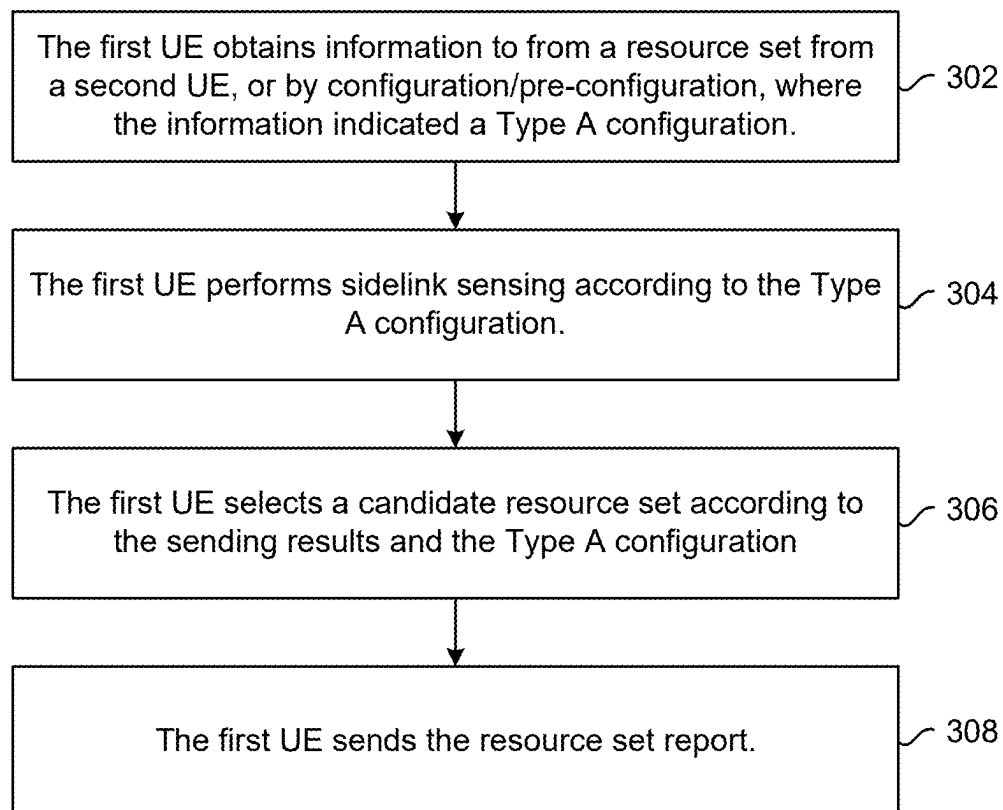 The first UE obtains information to from a resource set from
a second UE, or by configuration/pre-configuration, where
the information indicated a Type A configuration.
302
The first UE performs sidelink sensing according to the Type
A configuration.
304
The first UE selects a candidate resource set according to
the sending results and the Type A configuration
306
The first UE sends the resource set report.
308